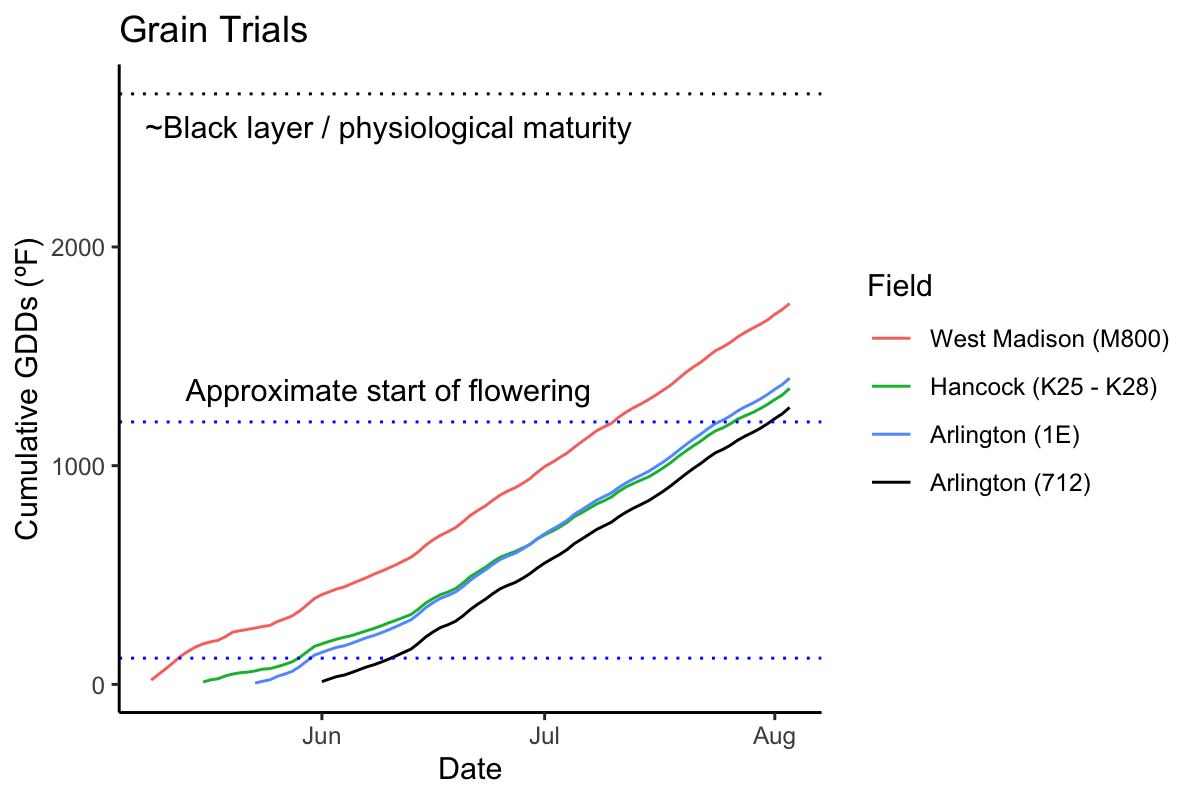 Grain Trials
~Black layer / physiological maturity
Approximate start of flowering
Cumulative GDDs (ºF)
2000
1000
0
Jun
Jul
Aug
Date
Field
West Madison (M800)
Hancock (K25 - K28)
Arlington (1E)
Arlington (712)